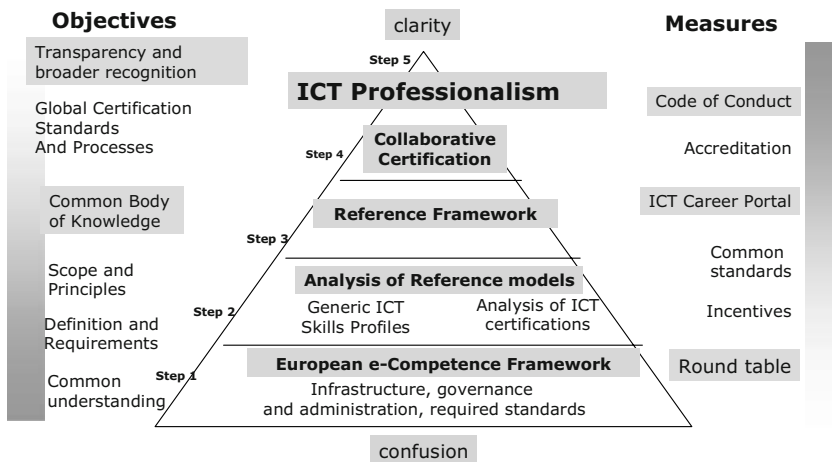 Objectives
clarity
Measures
Transparency and
broader recognition
Step 5
ICT Professionalism
Code of Conduct
Global Certification
Standards
And Processes
Step 4
Collaborative
Certification
Accreditation
Common Body
of Knowledge
Reference Framework
ICT Career Portal
Step 3
Common
standards
Scope and
Principles
Analysis of Reference models
Step 2
Generic ICT
Skills Profiles
Analysis of ICT
certifications
Incentives
Definition and
Requirements
European e-Competence Framework
Round table
Step 1
Common
understanding
Infrastructure, governance
and administration, required standards
confusion